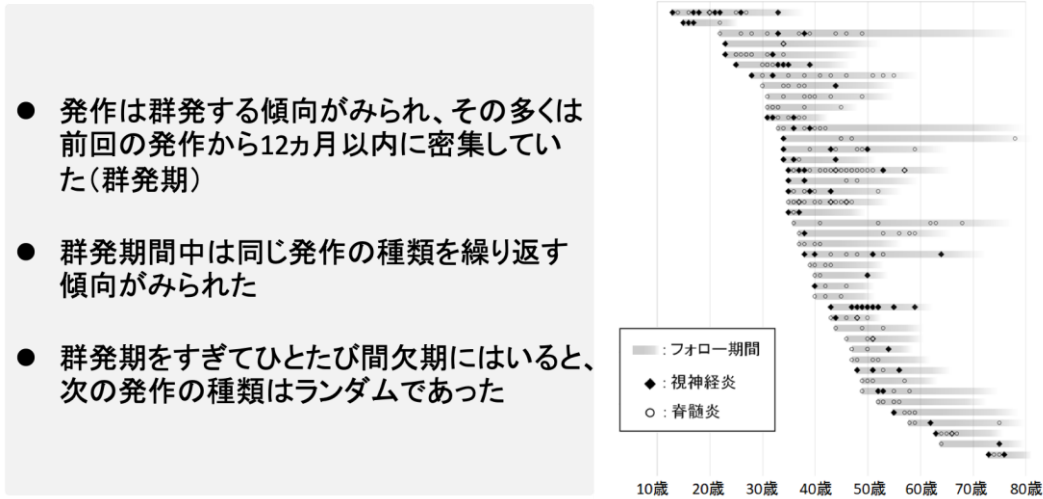 ● 発作は群発する傾向がみられ、その多くは
前回の発作から12ヵ月以内に密集してい
た（群発期）
● 群発期間中は同じ発作の種類を繰り返す
傾向がみられた
● 群発期をすぎてひとたび間欠期にはいると、
次の発作の種類はランダムであった
：フォロー期間
◆ ：視神経炎
○ ：脊髄炎
10歳 20歳 30歳 40歳 50歳 60歳 70歳 80歳